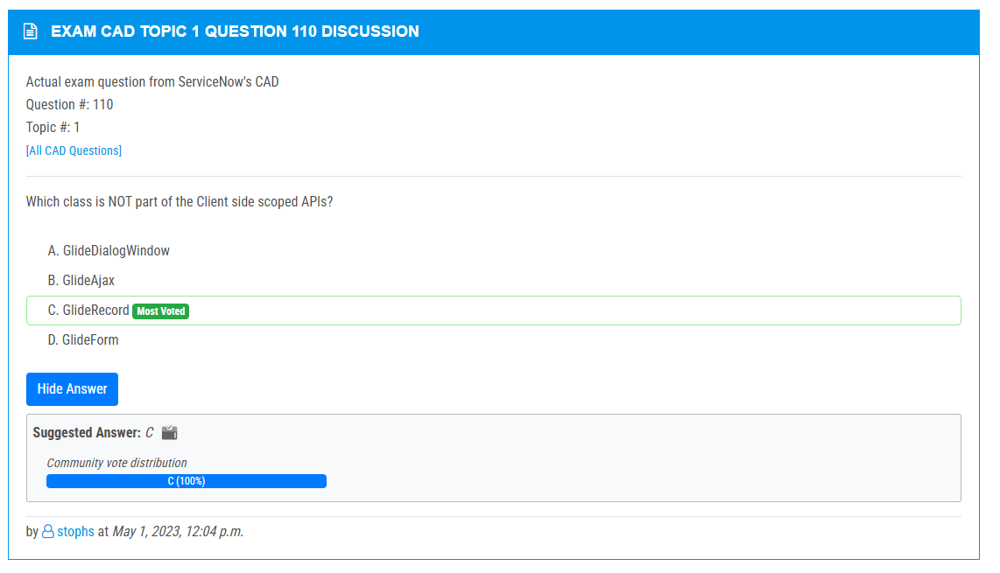 EXAM CAD TOPIC 1 QUESTION 110 DISCUSSION
Actual exam question from ServiceNow's CAD
Question #: 110
Topic #: 1
[All CAD Questions]
Which class is NOT part of the Client side scoped APIs?
A. GlideDialogWindow
B. GlideAjax
C. GlideRecord Most Voted
D. GlideForm
Hide Answer
Suggested Answer: C
Community vote distribution
C (100%)
by stophs at May 1, 2023, 12:04 p.m.